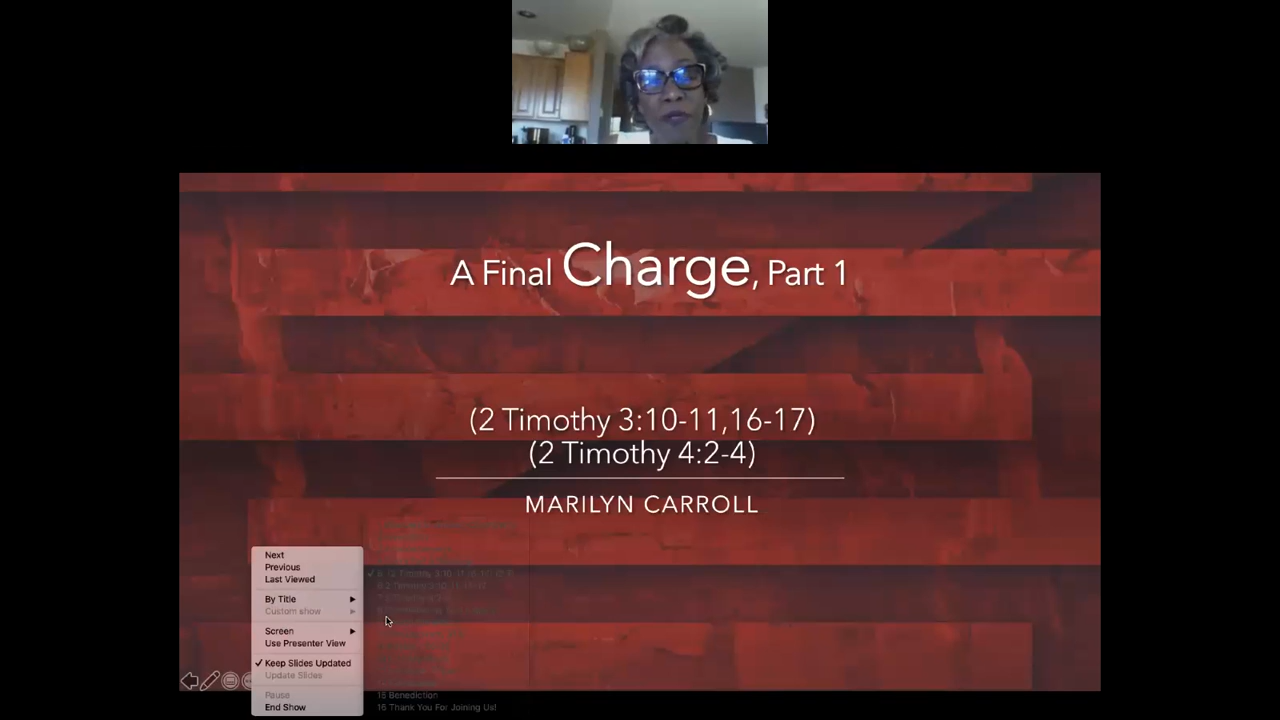 A Final Charge, Part 1
(2 Timothy 3:10-11,16-17)
(2 Timothy 4:2-4)
MARILYN CARROLL
Next
Previous
Last Viewed
By Title
Custom show
Screen
Use Presenter View
✓ Keep Slides Updated
Update Slides
Pause
End Show
15 Benediction
16 Thank You For Joining Us!